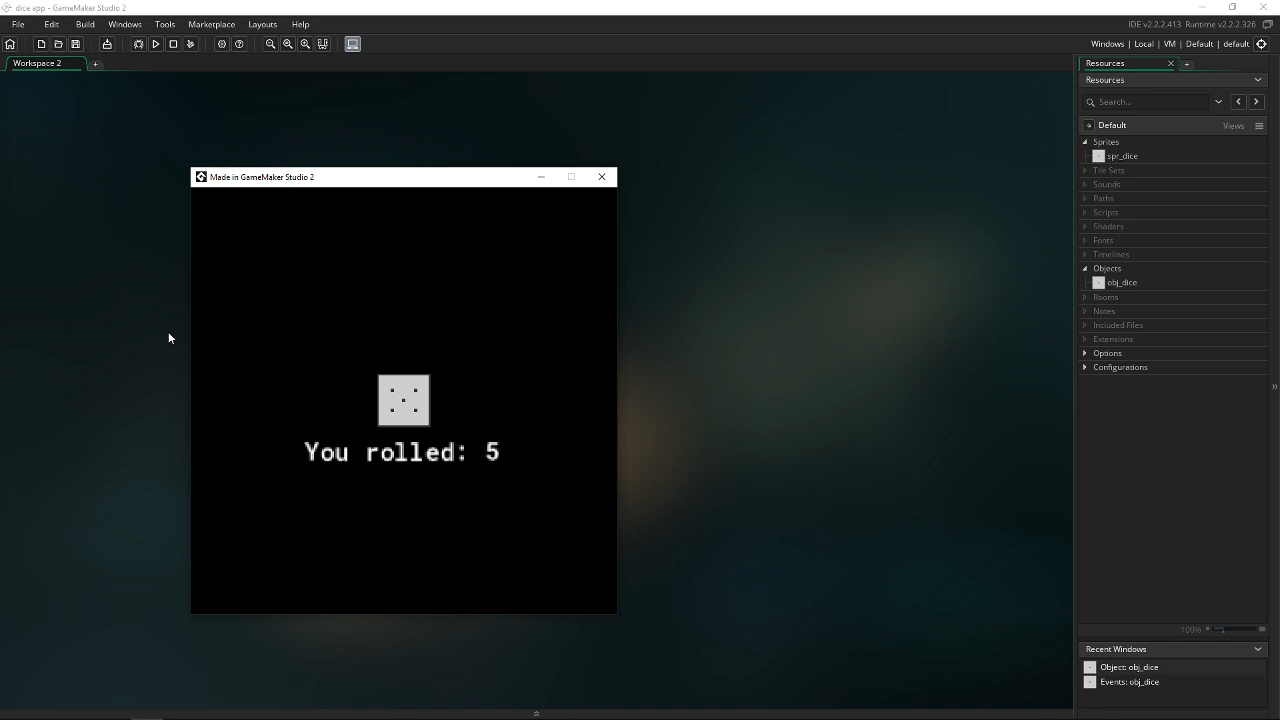 dice app - GameMaker Studio 2
File Edit Build Windows Tools Marketplace Layouts Help
IDE v2.2.2.413 Runtime v2.2.2.326
Windows | Local | VM | Default | default
Workspace 2
Resources
Resources
Search...
Default
Views
Sprites
spr_dice
Tile Sets
Sounds
Paths
Scripts
Shaders
Fonts
Timelines
Objects
obj_dice
Rooms
Notes
Included Files
Extensions
Options
Configurations
Made in GameMaker Studio 2
You rolled: 5
100%
Recent Windows
Object: obj_dice
Events: obj_dice